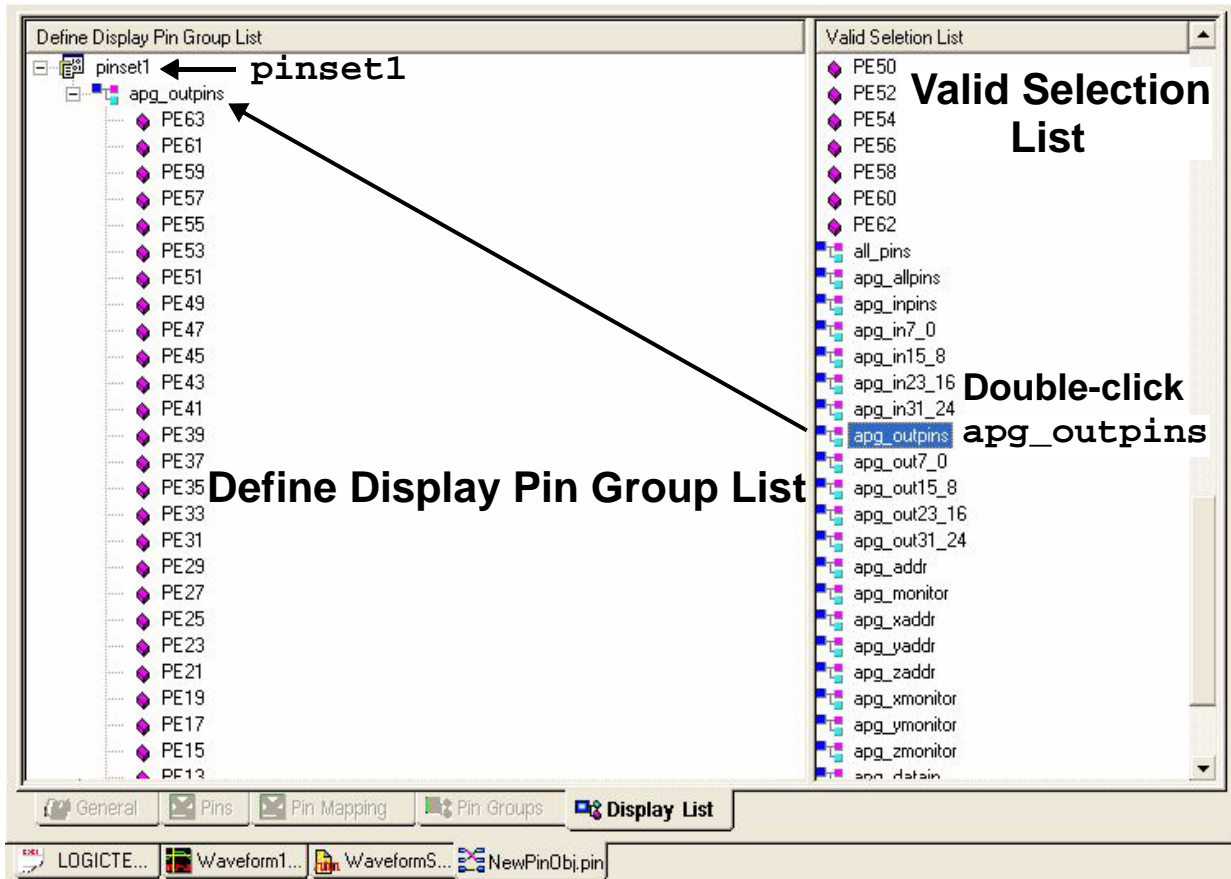 Define Display Pin Group List
pinset1
pinset1
apg_outpins
PE63
PE61
PE59
PE57
PE55
PE53
PE51
PE49
PE47
PE45
PE43
PE41
PE39
PE37
PE35
Define Display Pin Group List
PE33
PE31
PE29
PE27
PE25
PE23
PE21
PE19
PE17
PE15
PE13
Valid Seletion List
PE50
PE52
Valid Selection
List
PE54
PE56
PE58
PE60
PE62
all_pins
apg_allpins
apg_inpins
apg_in7_0
apg_in15_8
apg_in23_16
apg_in31_24
Double-click
apg_outpins
apg_outpins
apg_out7_0
apg_out15_8
apg_out23_16
apg_out31_24
apg_addr
apg_monitor
apg_xaddr
apg_yaddr
apg_zaddr
apg_xmonitor
apg_ymonitor
apg_zmonitor
apg_datain
General
Pins
Pin Mapping
Pin Groups
Display List
LOGICTE...
Waveform1...
WaveformS...
NewPinObj.pin